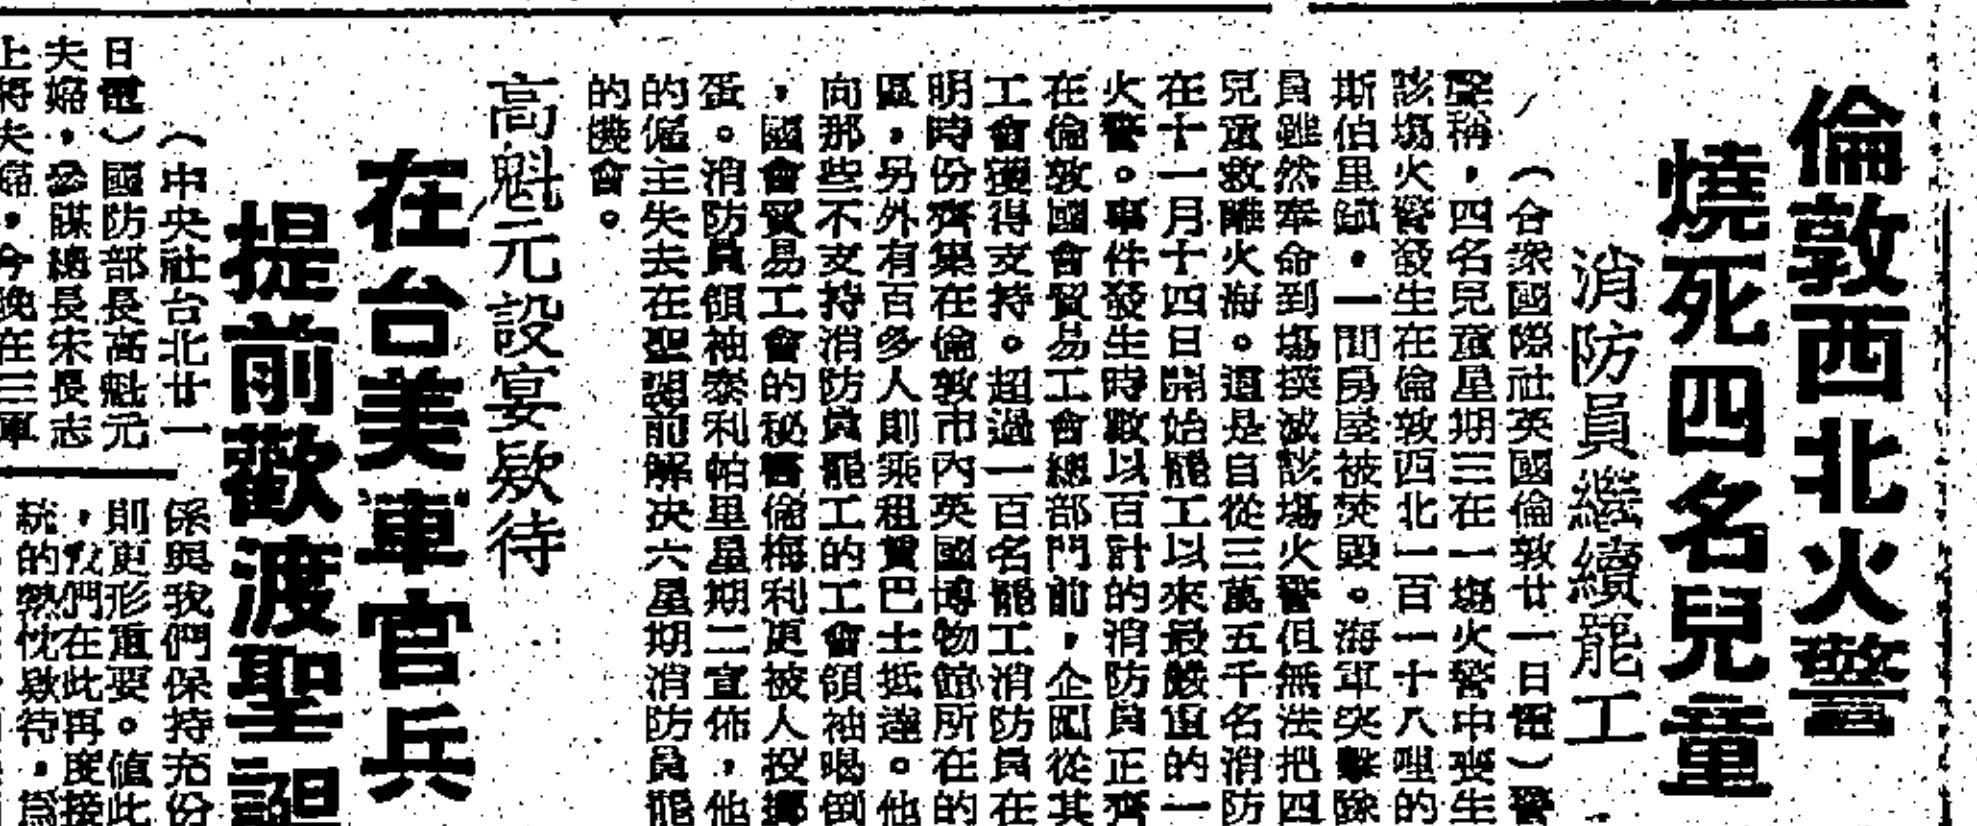 倫敦西北火警
燒死四名兒童
消防員繼續罷工
（合衆國際社英國倫敦廿一日電）警
聲稱，四名兒童星期三在一塲火警中喪生
該塲火警發生在倫敦西北一百一十八哩的
斯伯里鎮，一間房屋被焚毀。海軍突擊隊
員雖然奉命到塲撲滅該塲火警但無法把四
兒童救離火海。這是自從三萬五千名消防
在十一月十四日開始罷工以來最嚴重的一
火警。事件發生時數以百計的消防員正齊
在倫敦國會貿易工會總部門前，企圖從其
工會獲得支持。超過一百名罷工消防員在
明時份齊集在倫敦市內英國博物館所在的
區，另外有百多人則乘租賃巴士抵達。他
向那些不支持消防員罷工的工會領袖喝倒
，國會貿易工會的秘書倫梅利更被人投擲
蛋。消防員領袖泰利帕里星期二宣佈，他
的僱主失去在聖誕前解决六星期消防員罷
的機會。
高魁元設宴欵待
在台美軍官兵
提前歡渡聖誕
（中央社台北廿一
日電）國防部長高魁元
夫婦，參謀總長宋長志
上將夫婦，今晚在三軍
係與我們保持充份
則更形重要。值此
，我們在此再度接
統的熱忱欵待，爲